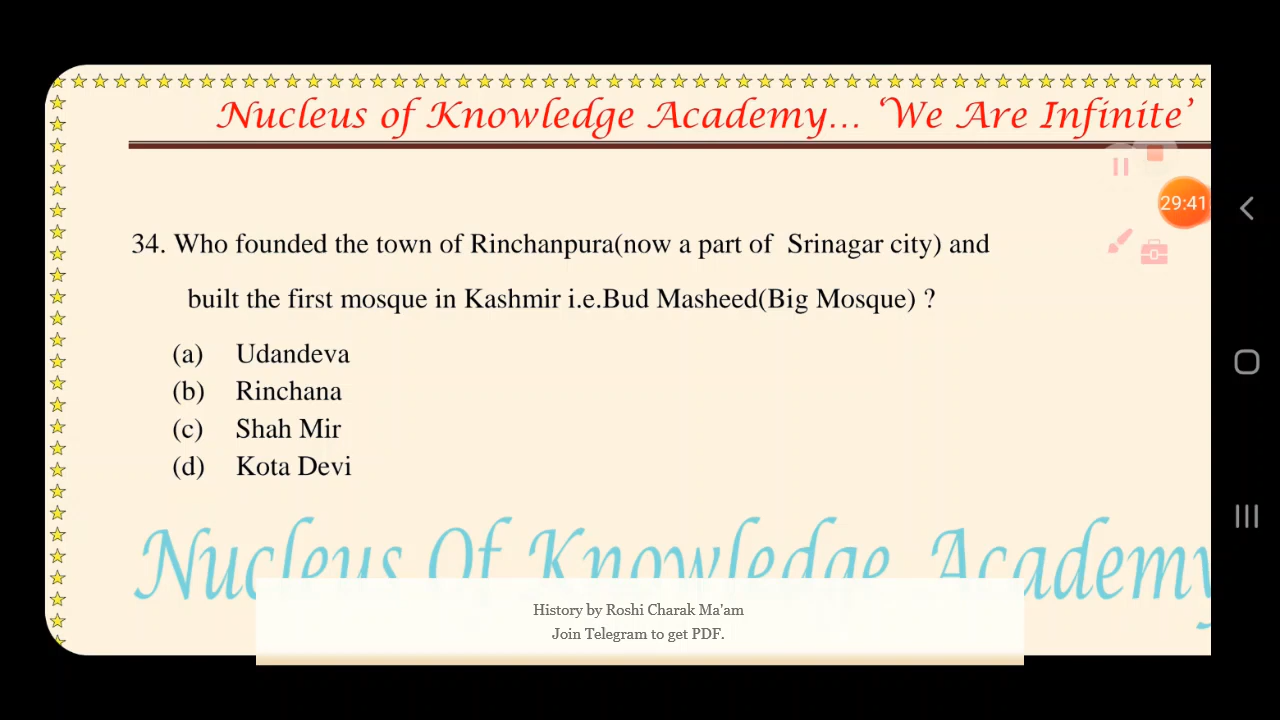 Nucleus of Knowledge Academy... 'We Are Infinite'
29:41
34. Who founded the town of Rinchanpura(now a part of Srinagar city) and
built the first mosque in Kashmir i.e.Bud Masheed(Big Mosque) ?
(a) Udandeva
(b) Rinchana
(c) Shah Mir
(d) Kota Devi
Nucleus Of Knowledge Academy
History by Roshi Charak Ma'am
Join Telegram to get PDF.